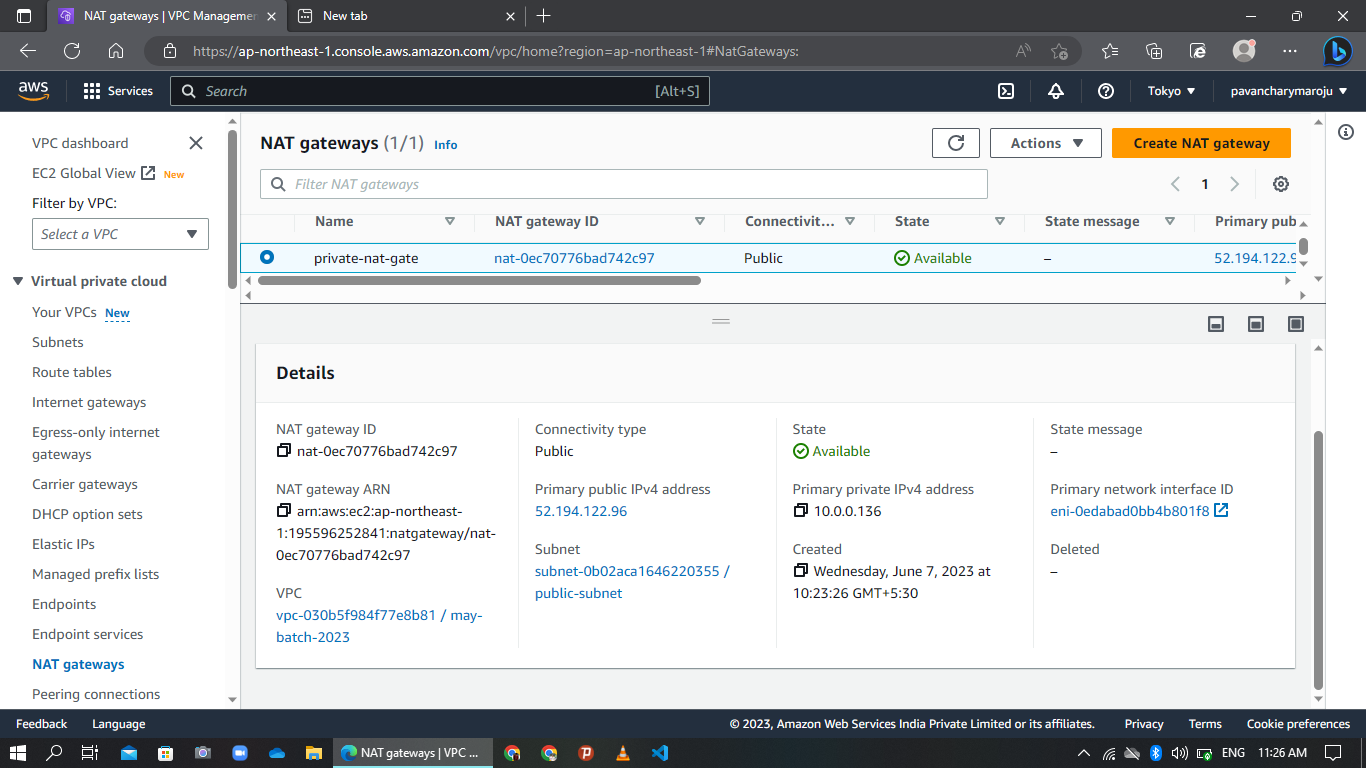 NAT gateways | VPC Managemen
New tab
https://ap-northeast-1.console.aws.amazon.com/vpc/home?region=ap-northeast-1#NatGateways:
aws
Services
Search
[Alt+S]
Tokyo
pavancharymaroju
VPC dashboard
EC2 Global View New
Filter by VPC:
Select a VPC
Virtual private cloud
Your VPCs New
Subnets
Route tables
Internet gateways
Egress-only internet
gateways
Carrier gateways
DHCP option sets
Elastic IPs
Managed prefix lists
Endpoints
Endpoint services
NAT gateways
Peering connections
NAT gateways (1/1) Info
Actions
Create NAT gateway
Filter NAT gateways
1
Name NAT gateway ID Connectivit... State State message Primary pub
private-nat-gate nat-0ec70776bad742c97 Public Available – 52.194.122.9
Details
NAT gateway ID
nat-0ec70776bad742c97
NAT gateway ARN
arn:aws:ec2:ap-northeast-
1:195596252841:natgateway/nat-
0ec70776bad742c97
VPC
vpc-030b5f984f77e8b81 / may-
batch-2023
Connectivity type
Public
Primary public IPv4 address
52.194.122.96
Subnet
subnet-0b02aca1646220355 /
public-subnet
State
Available
Primary private IPv4 address
10.0.0.136
Created
Wednesday, June 7, 2023 at
10:23:26 GMT+5:30
State message
–
Primary network interface ID
eni-0edabad0bb4b801f8
Deleted
–
Feedback
Language
© 2023, Amazon Web Services India Private Limited or its affiliates.
Privacy
Terms
Cookie preferences
NAT gateways | VPC ...
ENG
11:26 AM